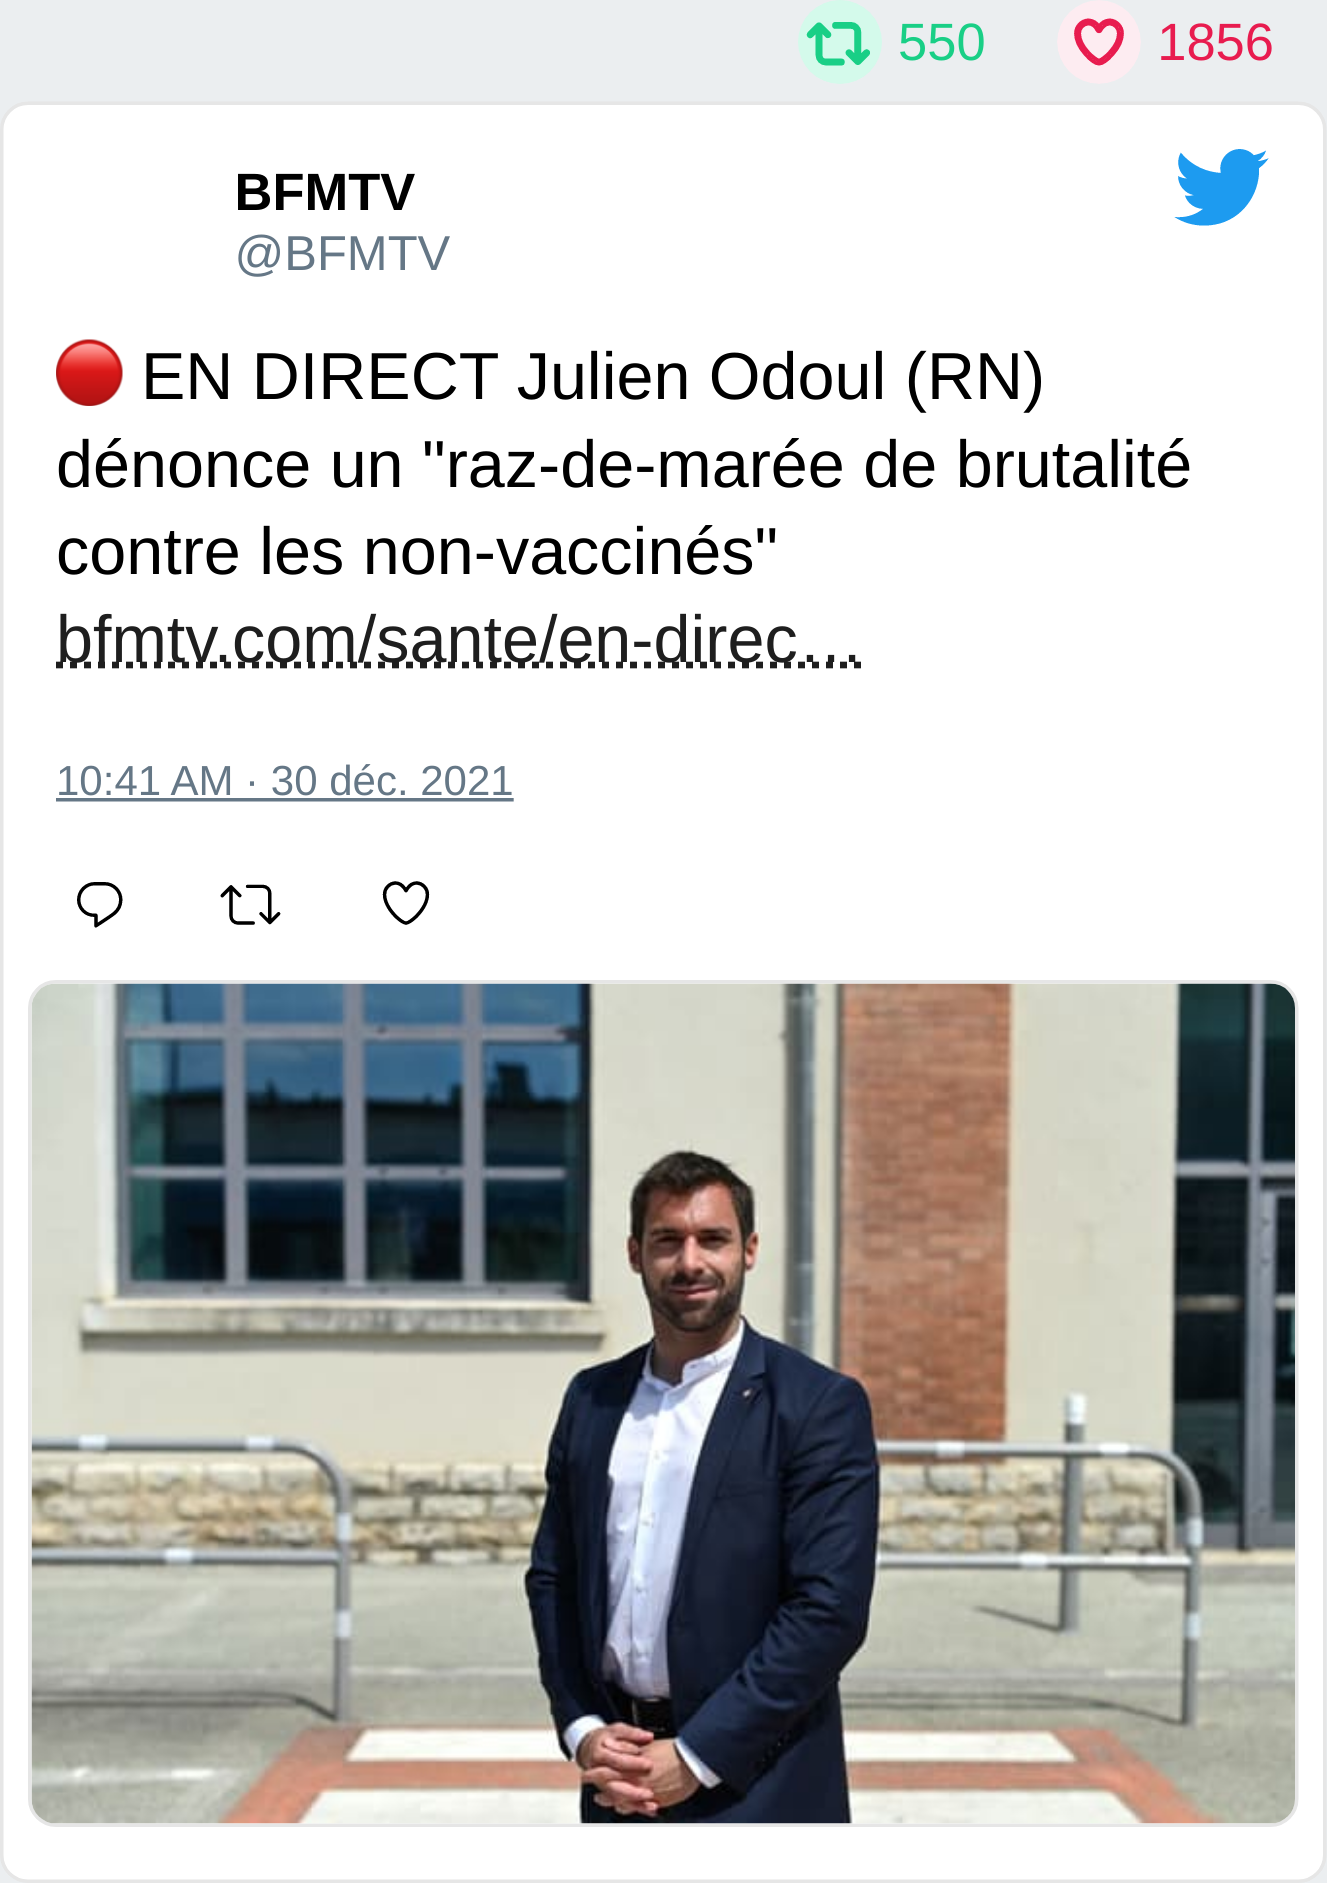 550 1856
BFMTV
@BFMTV
🔴 EN DIRECT Julien Odoul (RN)
dénonce un "raz-de-marée de brutalité
contre les non-vaccinés"
bfmtv.com/sante/en-direc…
10:41 AM · 30 déc. 2021